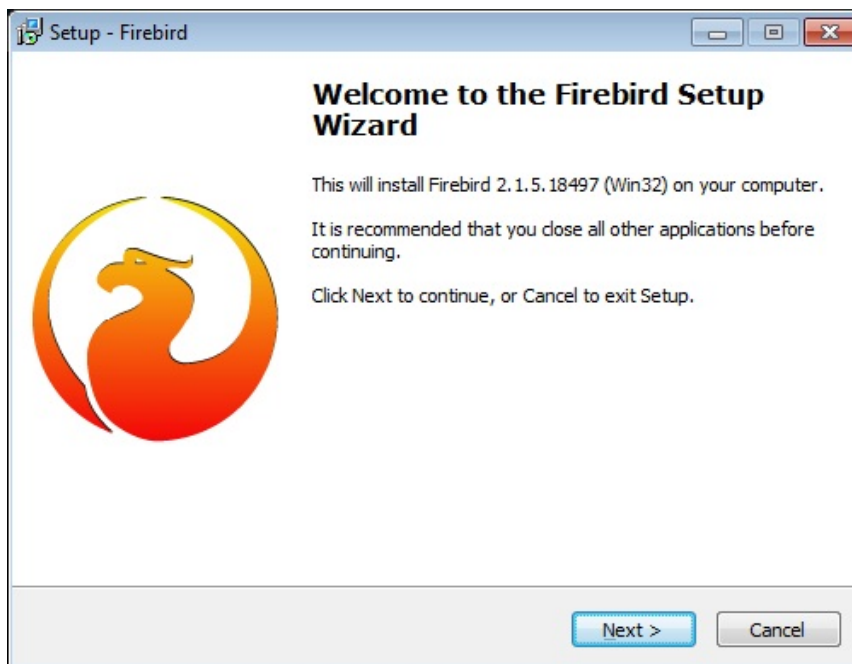 Setup - Firebird
Welcome to the Firebird Setup
Wizard
This will install Firebird 2.1.5.18497 (Win32) on your computer.
It is recommended that you close all other applications before
continuing.
Click Next to continue, or Cancel to exit Setup.
Next >
Cancel